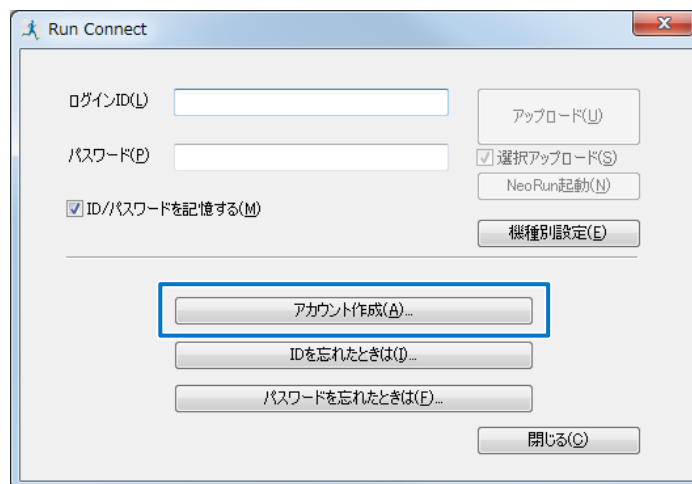 Run Connect
ログインID(L)
アップロード(U)
パスワード(P)
選択アップロード(S)
NeoRun起動(N)
ID/パスワードを記憶する(M)
機種別設定(E)
アカウント作成(A)...
IDを忘れたときは(I)...
パスワードを忘れたときは(F)...
閉じる(C)